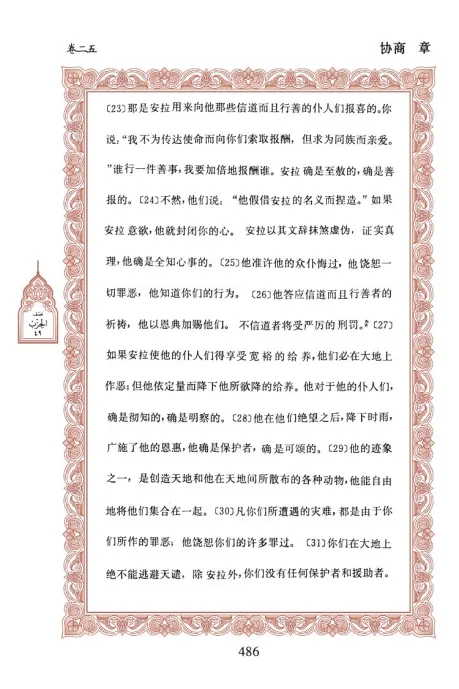 卷二五
协商 章
〔23〕那是安拉用来向他那些信道而且行善的仆人们报喜的。你
说：“我不为传达使命而向你们索取报酬，但求为同族而亲爱。
”谁行一件善事，我要加倍地报酬谁。安拉确是至赦的，确是善
报的。〔24〕不然，他们说：“他假借安拉的名义而捏造。”如果
安拉意欲，他就封闭你的心。 安拉以其文辞抹煞虚伪，证实真
理，他确是全知心事的。〔25〕他准许他的众仆悔过，他饶恕一
切罪恶，他知道你们的行为。〔26〕他答应信道而且行善者的
祈祷，他以恩典加赐他们。 不信道者将受严厉的刑罚。〔27〕
如果安拉使他的仆人们得享受宽裕的给养，他们必在大地上
作恶；但他依定量而降下他所欲降的给养。他对于他的仆人们，
确是彻知的，确是明察的。〔28〕他在他们绝望之后，降下时雨，
广施了他的恩惠，他确是保护者，确是可颂的。〔29〕他的迹象
之一，是创造天地和他在天地间所散布的各种动物，他能自由
地将他们集合在一起。〔30〕凡你们所遭遇的灾难，都是由于你
们所作的罪恶；他饶恕你们的许多罪过。〔31〕你们在大地上
绝不能逃避天谴，除安拉外，你们没有任何保护者和援助者。
نصف
الحزب
٤٩
486